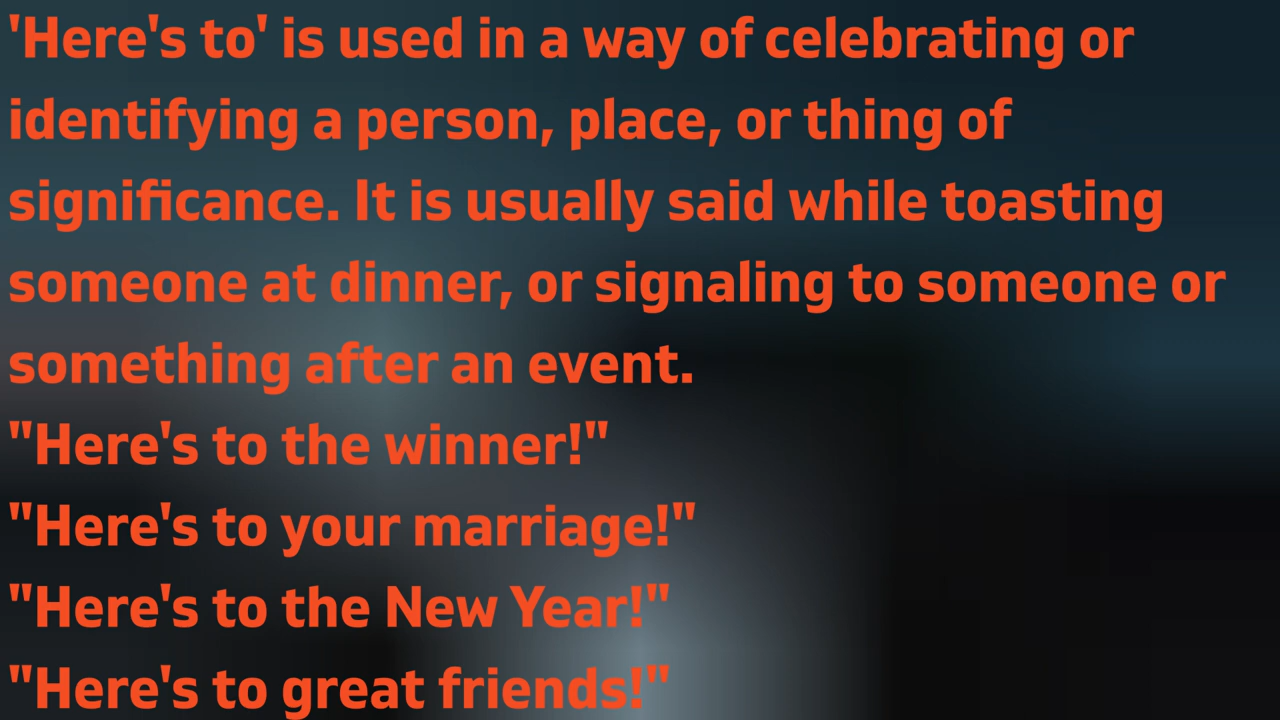 'Here's to' is used in a way of celebrating or
identifying a person, place, or thing of
significance. It is usually said while toasting
someone at dinner, or signaling to someone or
something after an event.
"Here's to the winner!"
"Here's to your marriage!"
"Here's to the New Year!"
"Here's to great friends!"